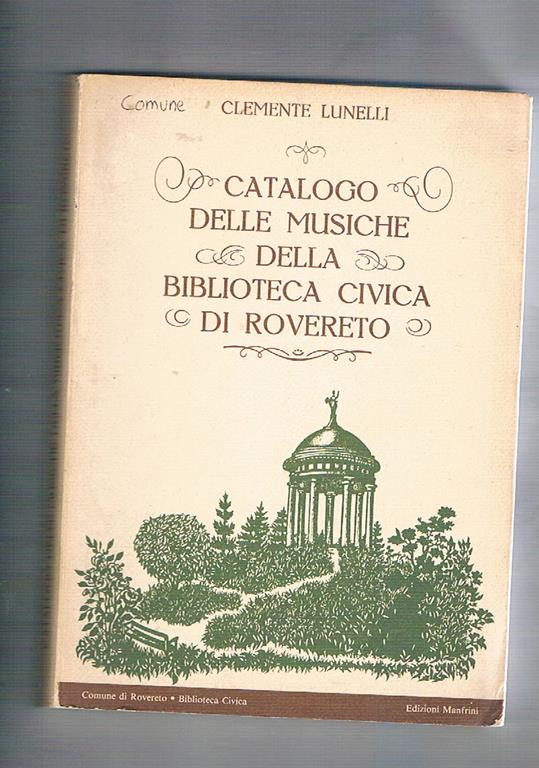 Comune CLEMENTE LUNELLI
CATALOGO
DELLE MUSICHE
DELLA
BIBLIOTECA CIVICA
DI ROVERETO
Comune di Rovereto • Biblioteca Civica Edizioni Manfrini